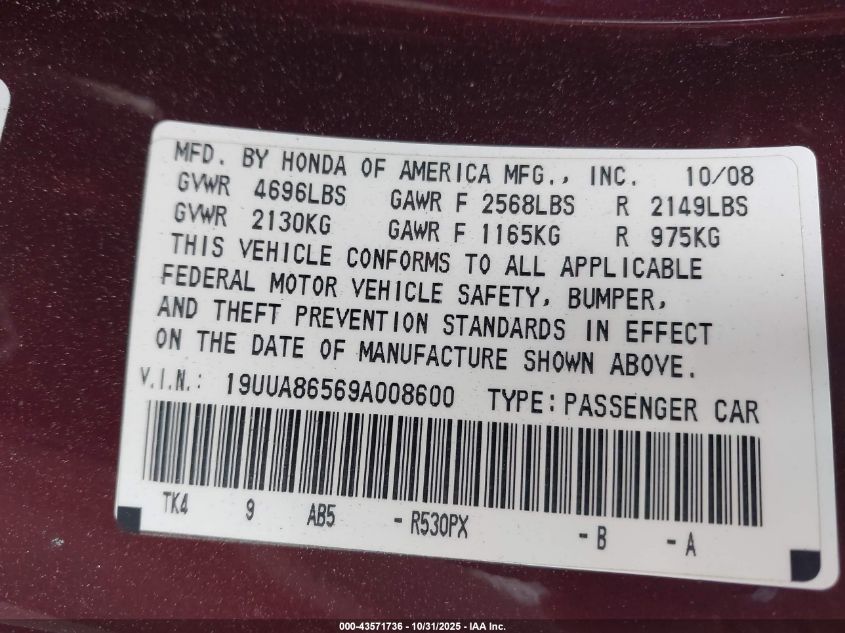 MFD. BY HONDA OF AMERICA MFG., INC. 10/08
GVWR 4696LBS GAWR F 2568LBS R 2149LBS
GVWR 2130KG GAWR F 1165KG R 975KG
THIS VEHICLE CONFORMS TO ALL APPLICABLE
FEDERAL MOTOR VEHICLE SAFETY, BUMPER,
AND THEFT PREVENTION STANDARDS IN EFFECT
ON THE DATE OF MANUFACTURE SHOWN ABOVE.
V.I.N.: 19UUA86569A008600 TYPE: PASSENGER CAR
TK4 9 AB5 - R530PX - B - A
000-43571736 - 10/31/2025 - IAA Inc.